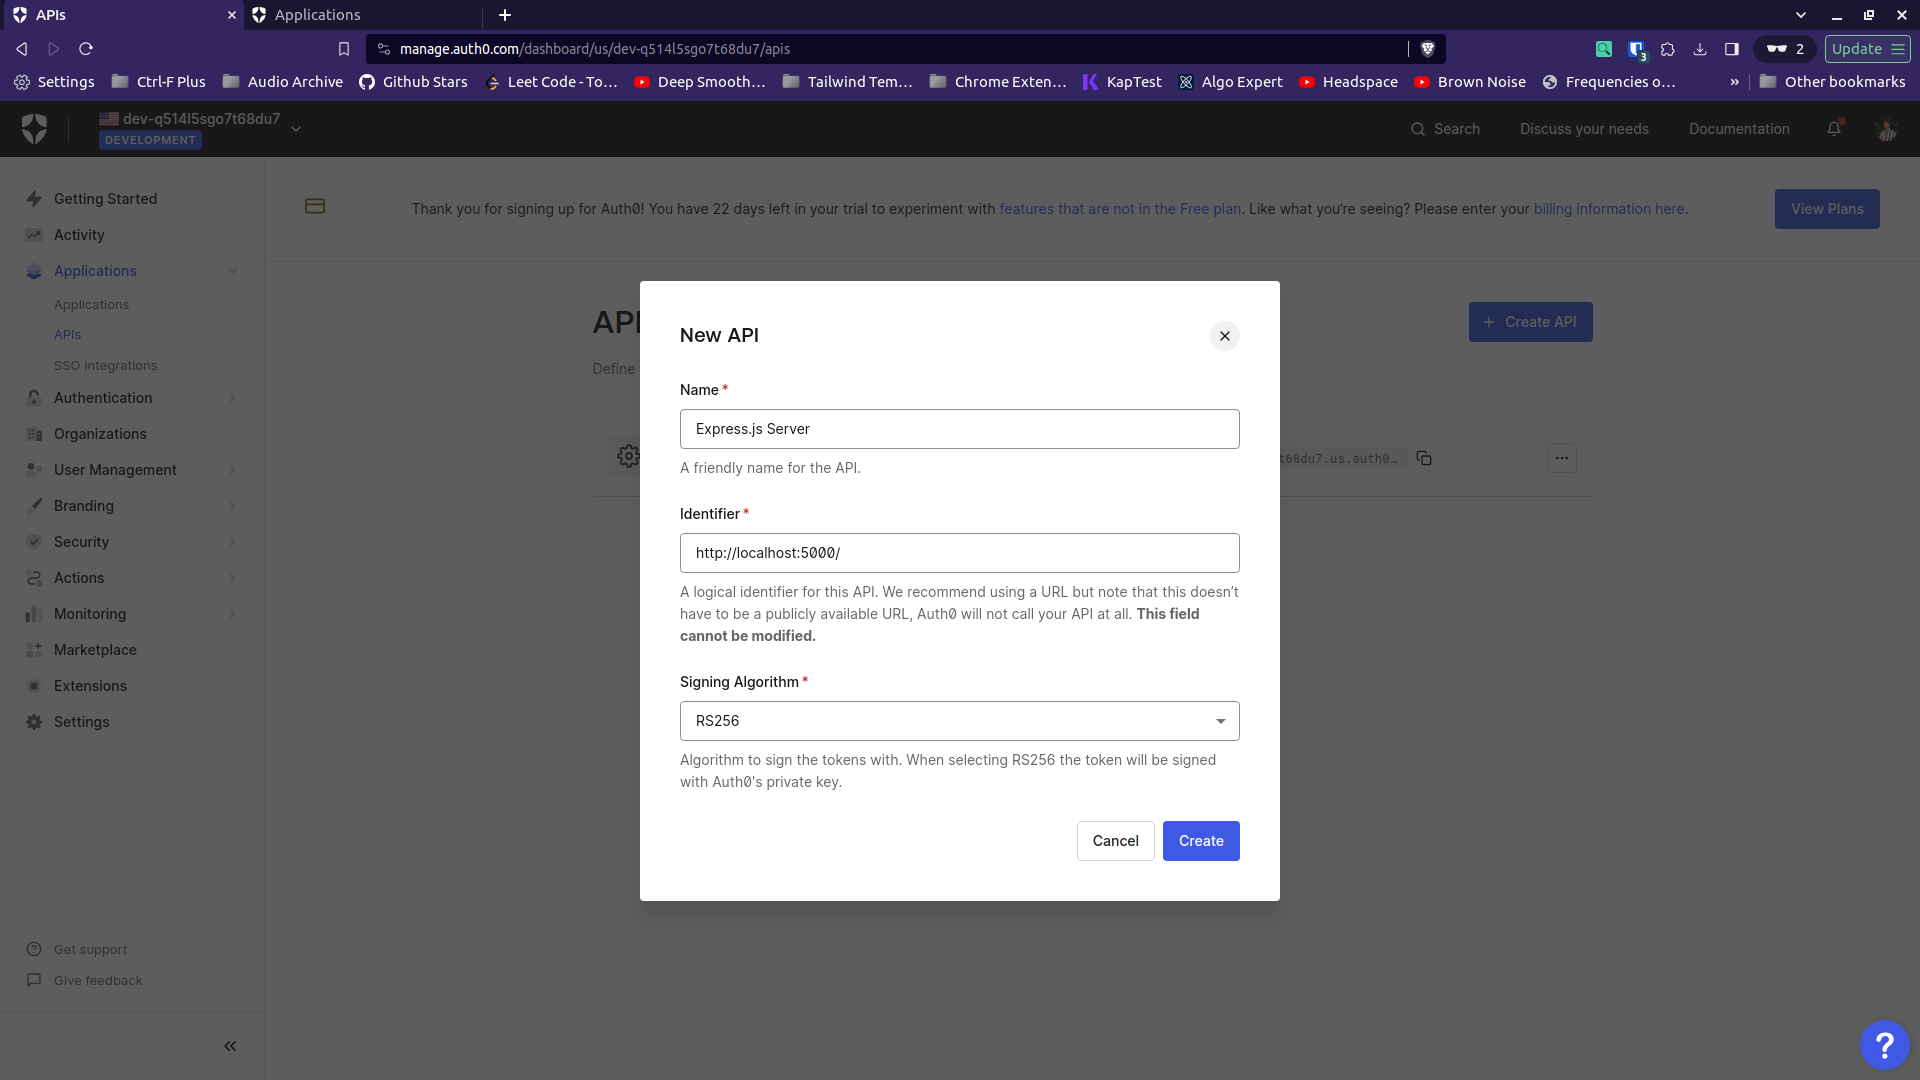 APIs
Applications
manage.auth0.com/dashboard/us/dev-q514l5sgo7t68du7/apis
3
2
Update
Settings
Ctrl-F Plus
Audio Archive
Github Stars
Leet Code - To...
Deep Smooth...
Tailwind Tem...
Chrome Exten...
KapTest
Algo Expert
Headspace
Brown Noise
Frequencies o...
»
Other bookmarks
dev-q514l5sgo7t68du7
DEVELOPMENT
Search
Discuss your needs
Documentation
Getting Started
Activity
Applications
Applications
APIs
SSO Integrations
Authentication
Organizations
User Management
Branding
Security
Actions
Monitoring
Marketplace
Extensions
Settings
Get support
Give feedback
Thank you for signing up for Auth0! You have 22 days left in your trial to experiment with features that are not in the Free plan. Like what you're seeing? Please enter your billing information here.
View Plans
API
+ Create API
Define
t68du7.us.auth0…
New API
Name *
Express.js Server
A friendly name for the API.
Identifier *
http://localhost:5000/
A logical identifier for this API. We recommend using a URL but note that this doesn’t
have to be a publicly available URL, Auth0 will not call your API at all. This field
cannot be modified.
Signing Algorithm *
RS256
Algorithm to sign the tokens with. When selecting RS256 the token will be signed
with Auth0's private key.
Cancel
Create
?